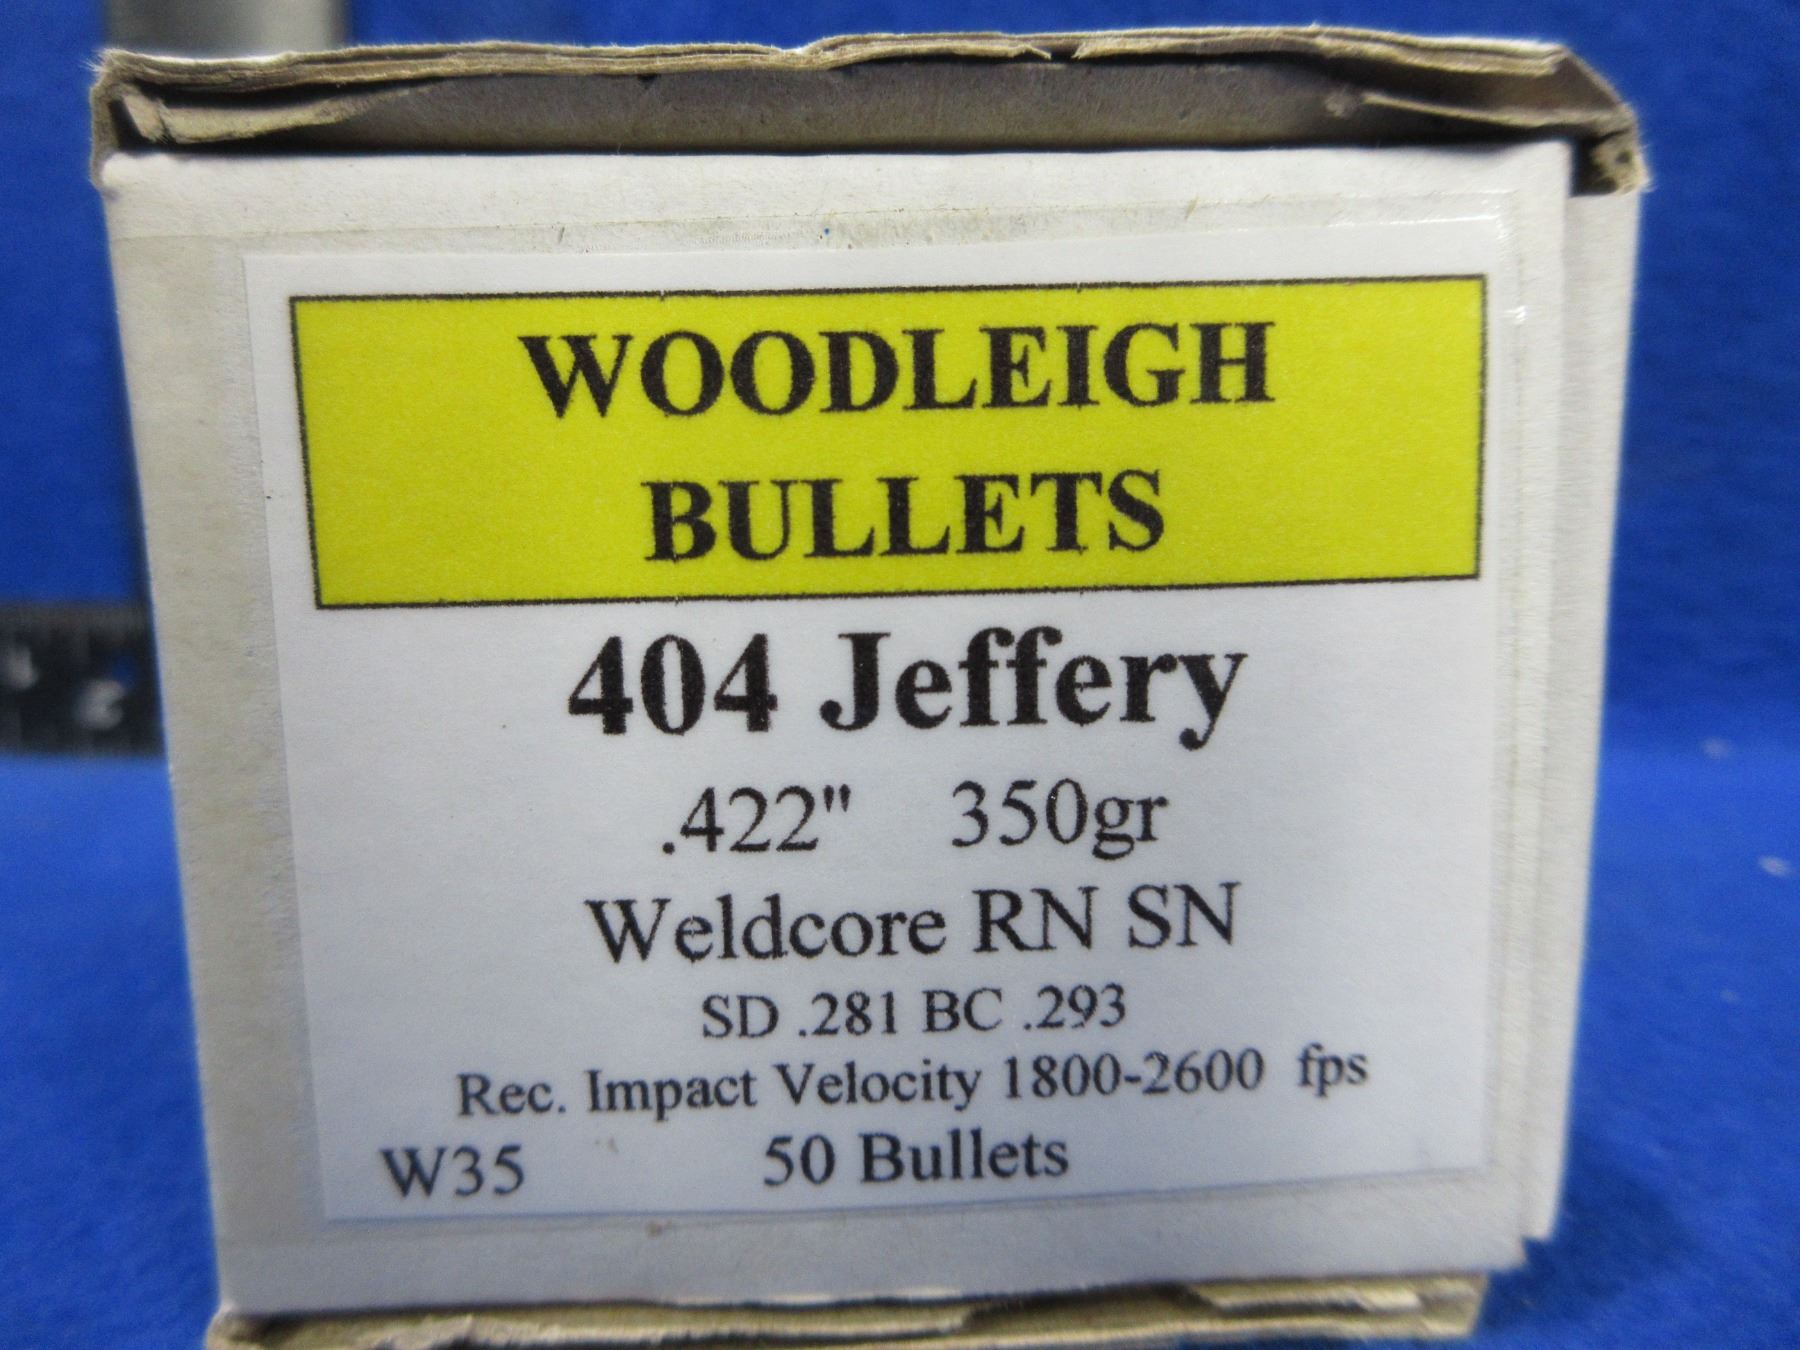 WOODLEIGH
BULLETS
404 Jeffery
.422" 350gr
Weldcore RN SN
SD .281 BC .293
Rec. Impact Velocity 1800-2600 fps
W35 50 Bullets